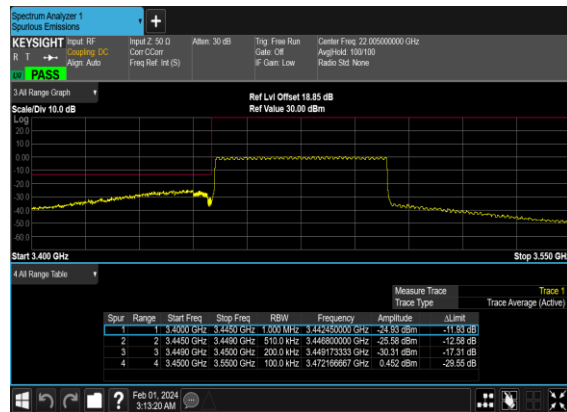 Spectrum Analyzer 1
Spurious Emissions
+
KEYSIGHT Input: RF Input Z: 50 Ω Atten: 30 dB Trig: Free Run Center Freq: 22.005000000 GHz
R T Coupling: DC Corr CCorr Gate: Off Avg|Hold: 100/100
Align: Auto Freq Ref: Int (S) IF Gain: Low Radio Std: None
LVI PASS
3 All Range Graph
Ref Lvl Offset 18.85 dB
Scale/Div 10.0 dB Ref Value 30.00 dBm
Log
20.0
10.0
0.00
-10.0
-20.0
-30.0
-40.0
-50.0
-60.0
Start 3.400 GHz Stop 3.550 GHz
4 All Range Table
Measure Trace Trace 1
Trace Type Trace Average (Active)
Spur Range Start Freq Stop Freq RBW Frequency Amplitude ΔLimit
1 1 3.4000 GHz 3.4450 GHz 1.000 MHz 3.442450000 GHz -24.93 dBm -11.93 dB
2 2 3.4450 GHz 3.4490 GHz 510.0 kHz 3.446800000 GHz -25.58 dBm -12.58 dB
3 3 3.4490 GHz 3.4500 GHz 200.0 kHz 3.449173333 GHz -30.31 dBm -17.31 dB
4 4 3.4500 GHz 3.5500 GHz 100.0 kHz 3.472166667 GHz 0.452 dBm -29.55 dB
? Feb 01, 2024
3:13:20 AM